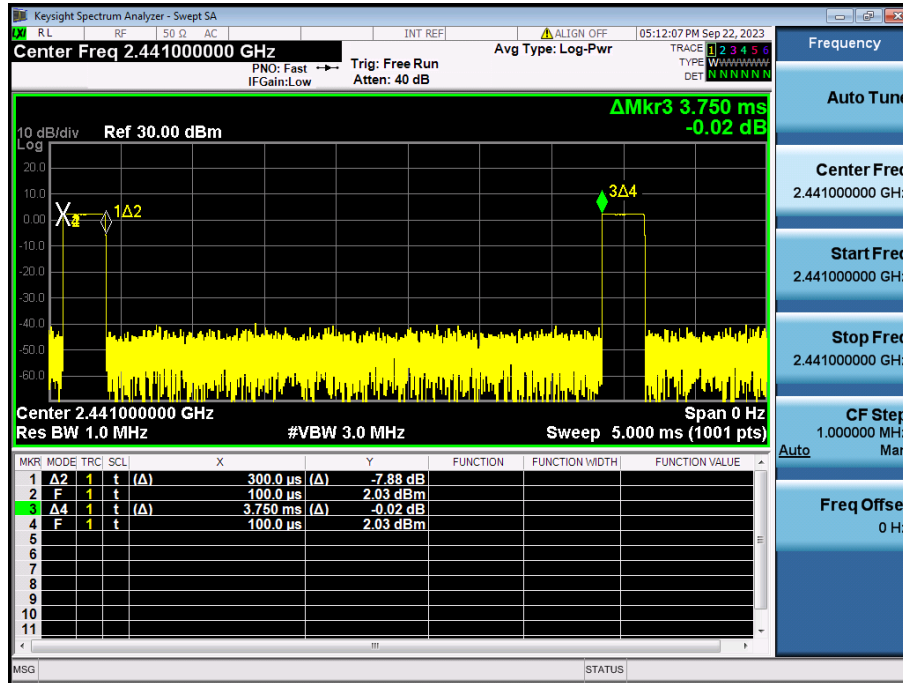 Keysight Spectrum Analyzer - Swept SA
LXI RL RF 50 Ω AC INT REF ALIGN OFF 05:12:07 PM Sep 22, 2023
Center Freq 2.441000000 GHz Avg Type: Log-Pwr TRACE 1 2 3 4 5 6
PNO: Fast Trig: Free Run TYPE WWWWWW
IFGain:Low Atten: 40 dB DET N N N N N N
ΔMkr3 3.750 ms
-0.02 dB
10 dB/div Ref 30.00 dBm
Log
20.0
10.0
0.00
-10.0
-20.0
-30.0
-40.0
-50.0
-60.0
X 1Δ2
3Δ4
Center 2.441000000 GHz Span 0 Hz
Res BW 1.0 MHz #VBW 3.0 MHz Sweep 5.000 ms (1001 pts)
MKR MODE TRC SCL X Y FUNCTION FUNCTION WIDTH FUNCTION VALUE
1 Δ2 1 t (Δ) 300.0 µs (Δ) -7.88 dB
2 F 1 t 100.0 µs 2.03 dBm
3 Δ4 1 t (Δ) 3.750 ms (Δ) -0.02 dB
4 F 1 t 100.0 µs 2.03 dBm
5
6
7
8
9
10
11
MSG STATUS
Frequency
Auto Tune
Center Freq
2.441000000 GHz
Start Freq
2.441000000 GHz
Stop Freq
2.441000000 GHz
CF Step
1.000000 MHz
Auto Man
Freq Offset
0 Hz